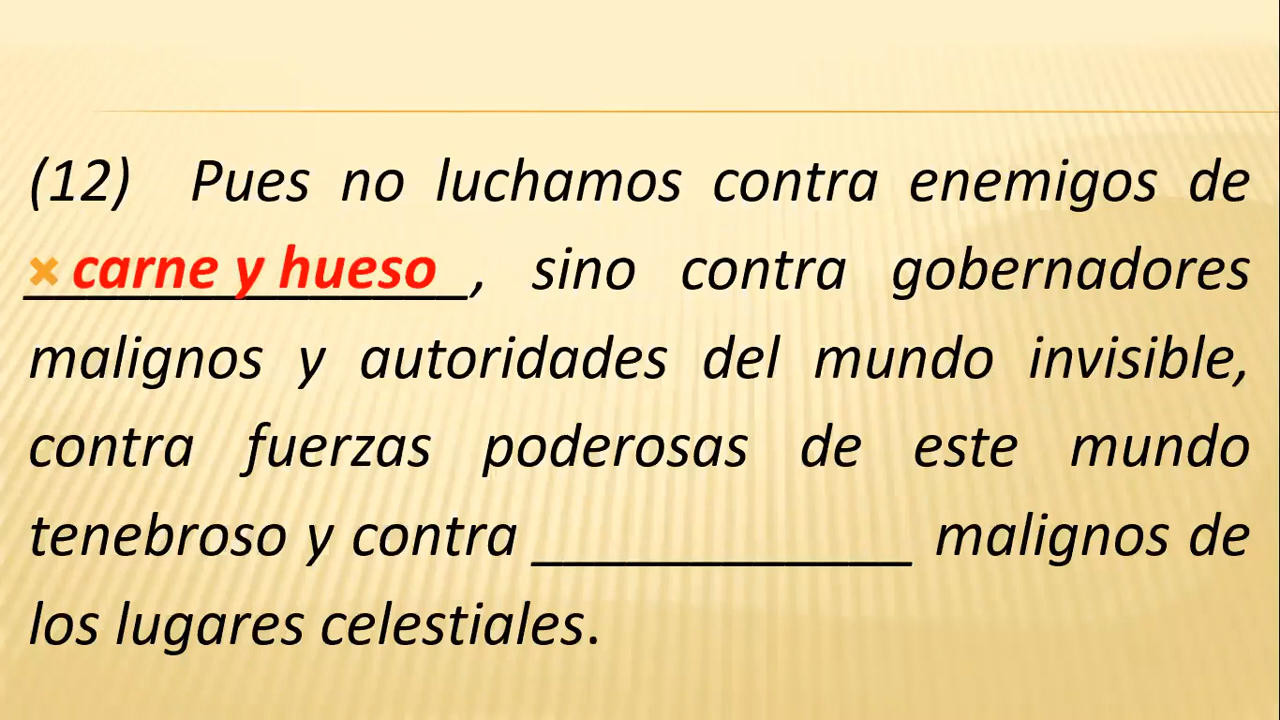 (12) Pues no luchamos contra enemigos de
carne y hueso, sino contra gobernadores
malignos y autoridades del mundo invisible,
contra fuerzas poderosas de este mundo
tenebroso y contra ____________ malignos de
los lugares celestiales.